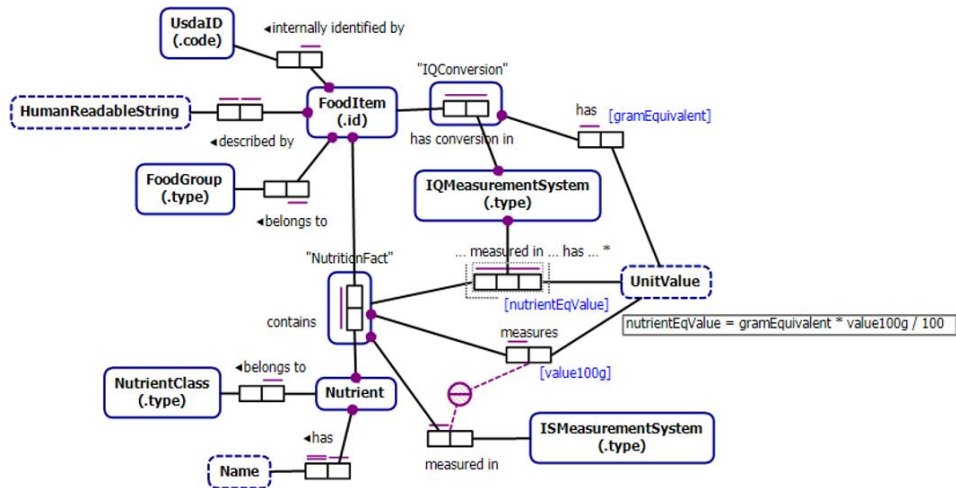 UsdaID
(.code)
◄internally identified by
"IQConversion"
HumanReadableString
FoodItem
(.id)
has
[gramEquivalent]
◄described by
has conversion in
FoodGroup
(.type)
IQMeasurementSystem
(.type)
◄belongs to
... measured in ... has ... *
"NutritionFact"
UnitValue
[nutrientEqValue]
contains
measures
nutrientEqValue = gramEquivalent * value100g / 100
◄belongs to
[value100g]
NutrientClass
(.type)
Nutrient
◄has
ISMeasurementSystem
(.type)
Name
measured in